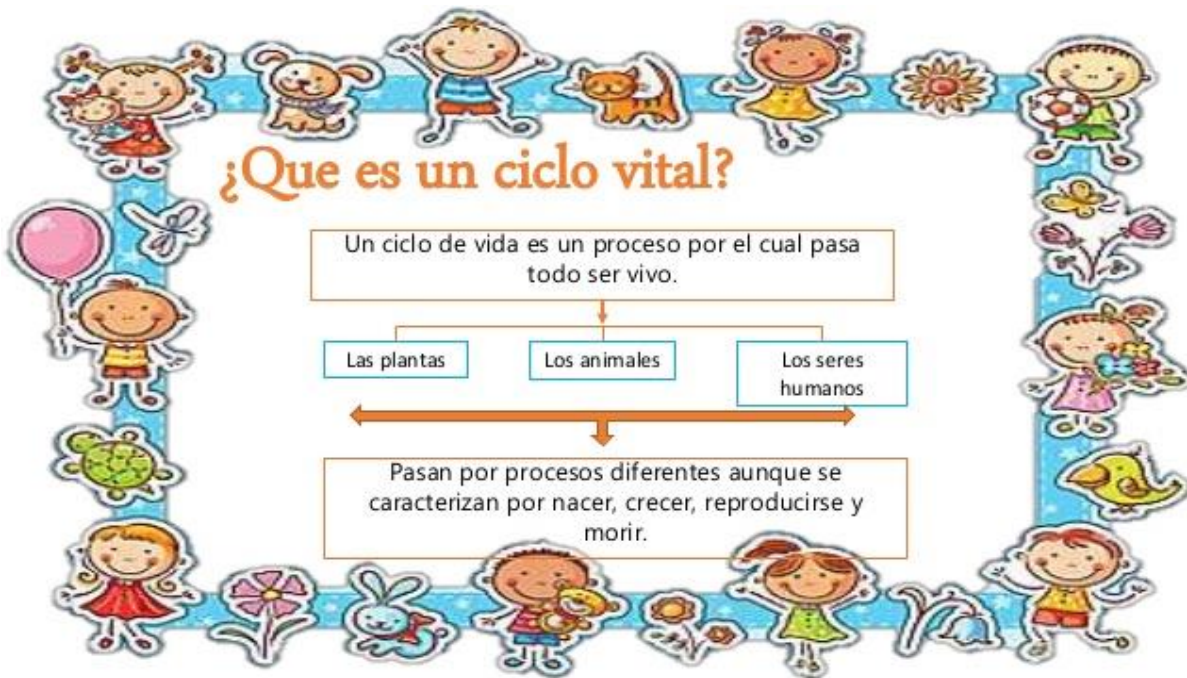 ¿Que es un ciclo vital?
Un ciclo de vida es un proceso por el cual pasa
todo ser vivo.
Las plantas
Los animales
Los seres
humanos
Pasan por procesos diferentes aunque se
caracterizan por nacer, crecer, reproducirse y
morir.